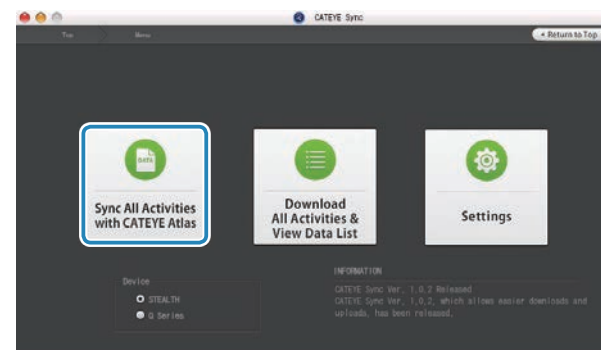 CATEYE Sync
Top Menu
Return to Top
DATA
Sync All Activities
with CATEYE Atlas
Download
All Activities &
View Data List
Settings
Device
STEALTH
Q Series
INFORMATION
CATEYE Sync Ver. 1.0.2 Released
CATEYE Sync Ver. 1.0.2, which allows easier downloads and
uploads, has been released.